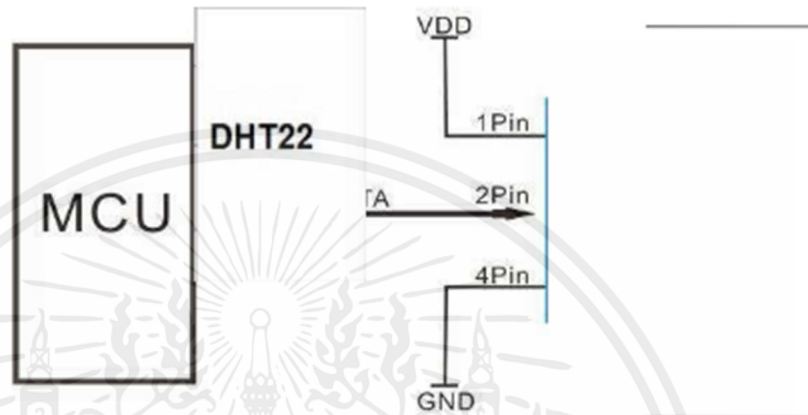 VDD
1Pin
DHT22
MCU
TA
2Pin
4Pin
GND